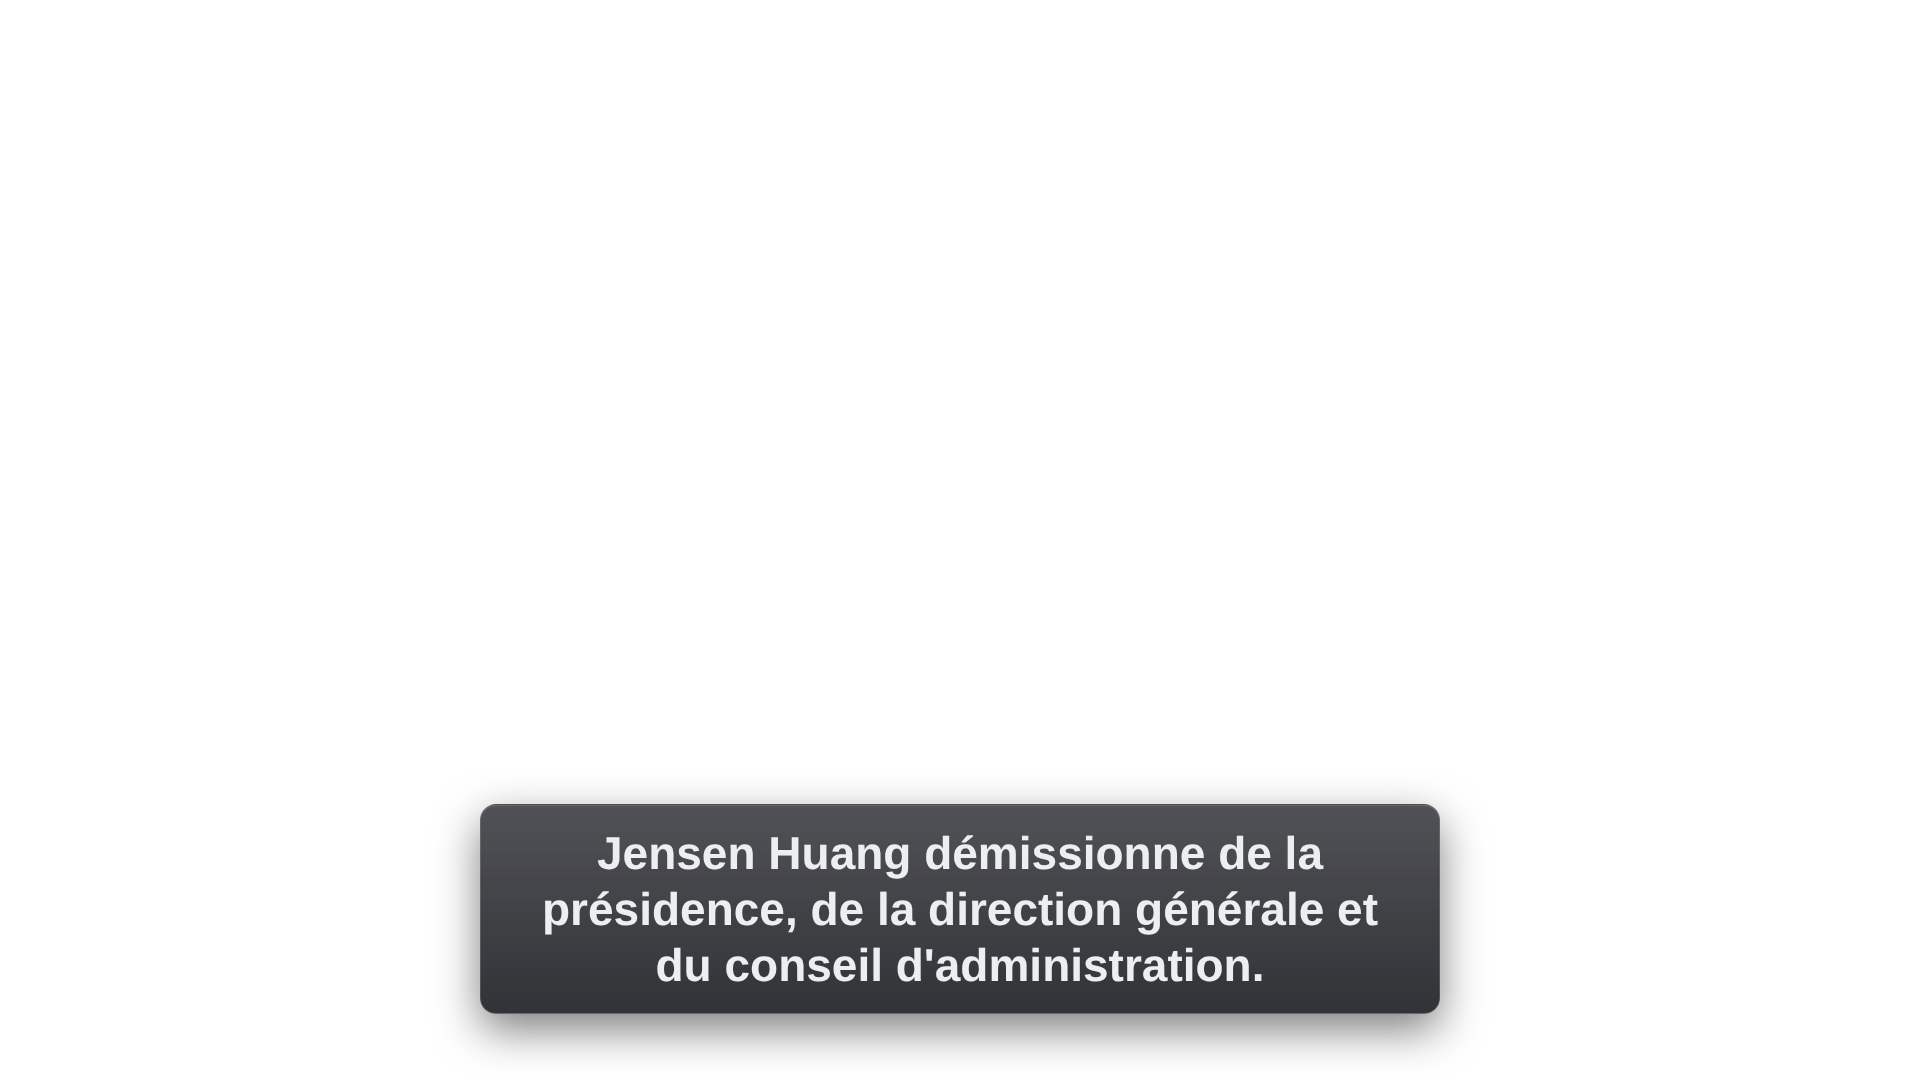 Jensen Huang démissionne de la
présidence, de la direction générale et
du conseil d'administration.